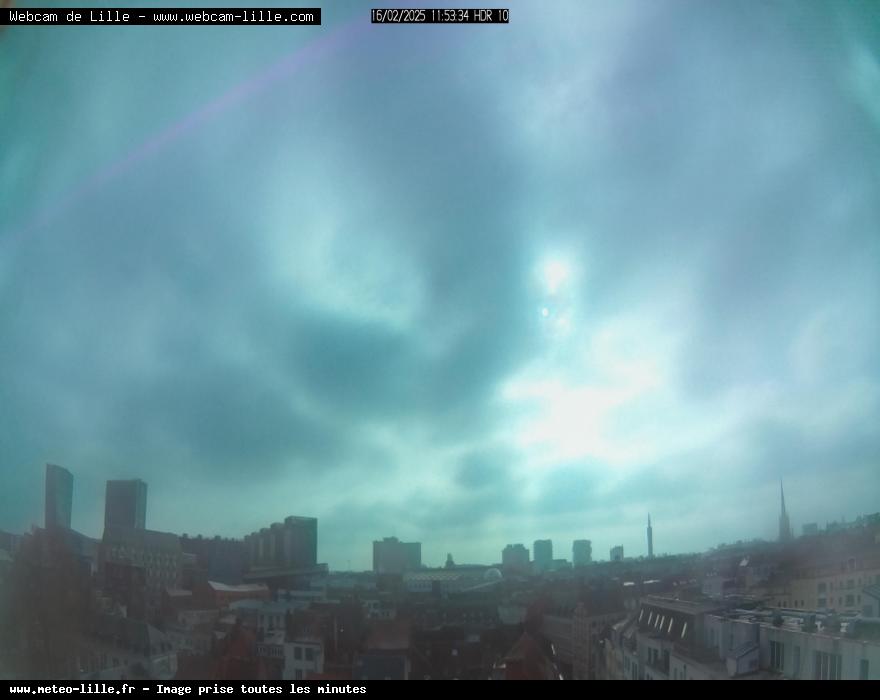 Webcam de Lille - www.webcam-lille.com
16/02/2025 11:53:34 HDR 10
www.meteo-lille.fr - Image prise toutes les minutes